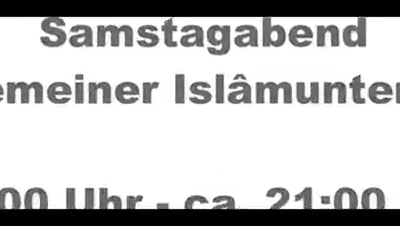 Samstagabend
emeiner Islâmunter
00 Uhr - ca. 21:00